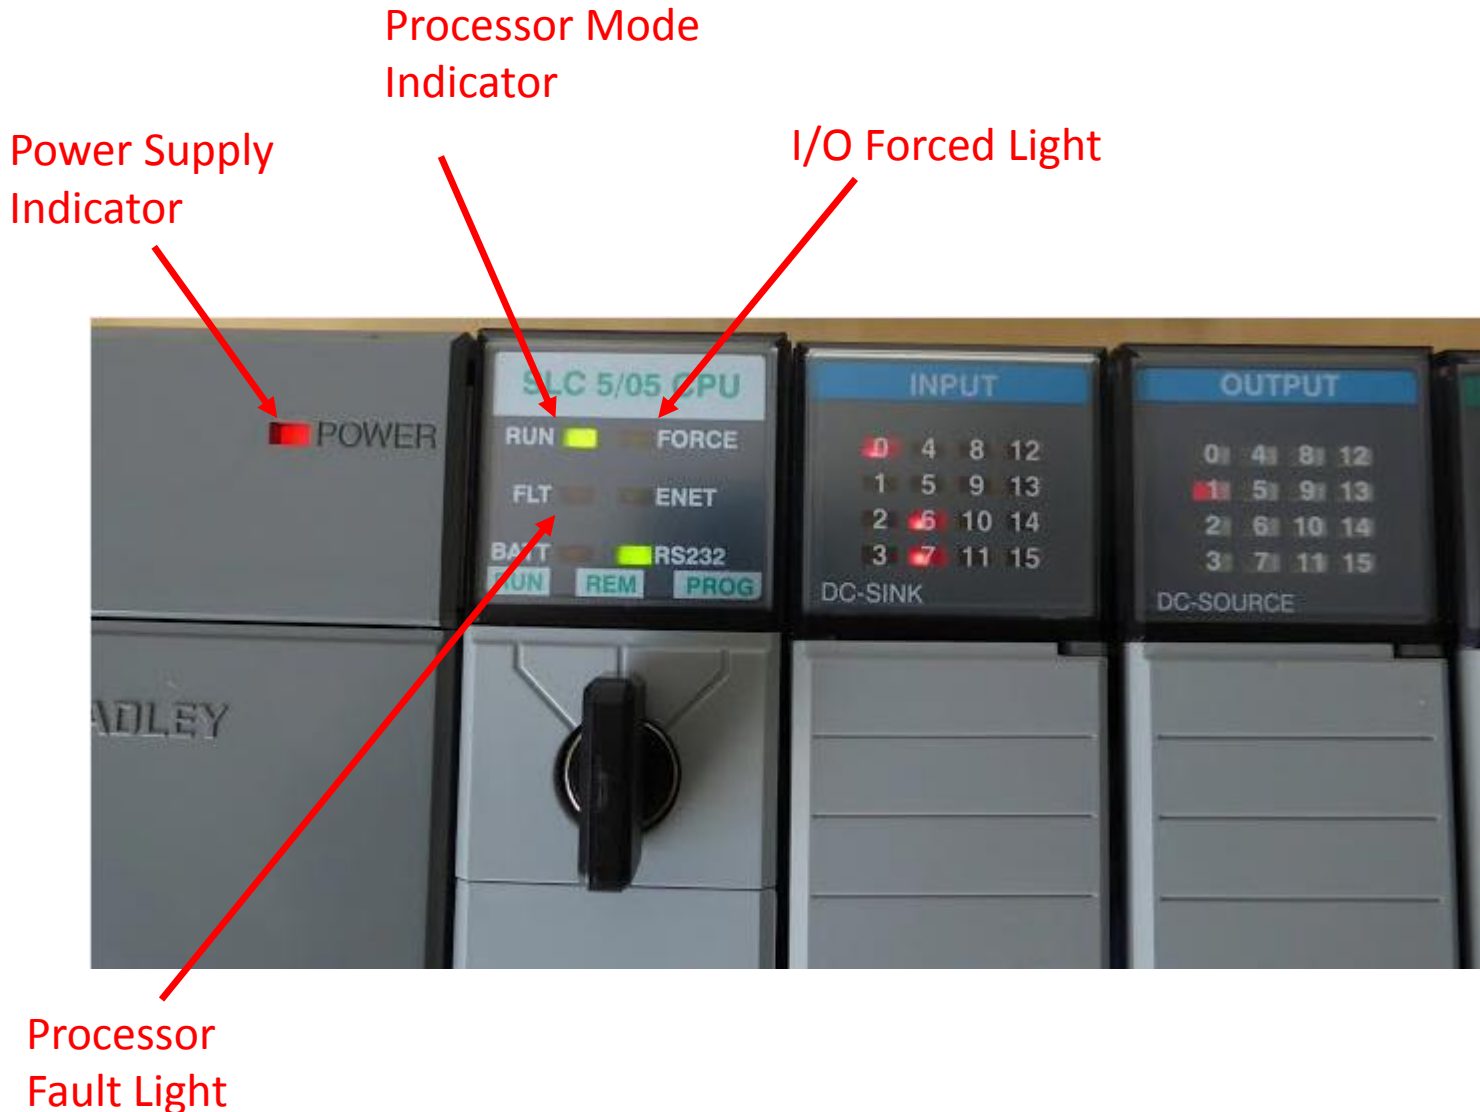 Processor Mode
Indicator
Power Supply
Indicator
I/O Forced Light
POWER
SLC 5/05 CPU
RUN FORCE
FLT ENET
BATT RS232
RUN REM PROG
INPUT
0 4 8 12
1 5 9 13
2 6 10 14
3 7 11 15
DC-SINK
OUTPUT
0 4 8 12
1 5 9 13
2 6 10 14
3 7 11 15
DC-SOURCE
ADLEY
Processor
Fault Light